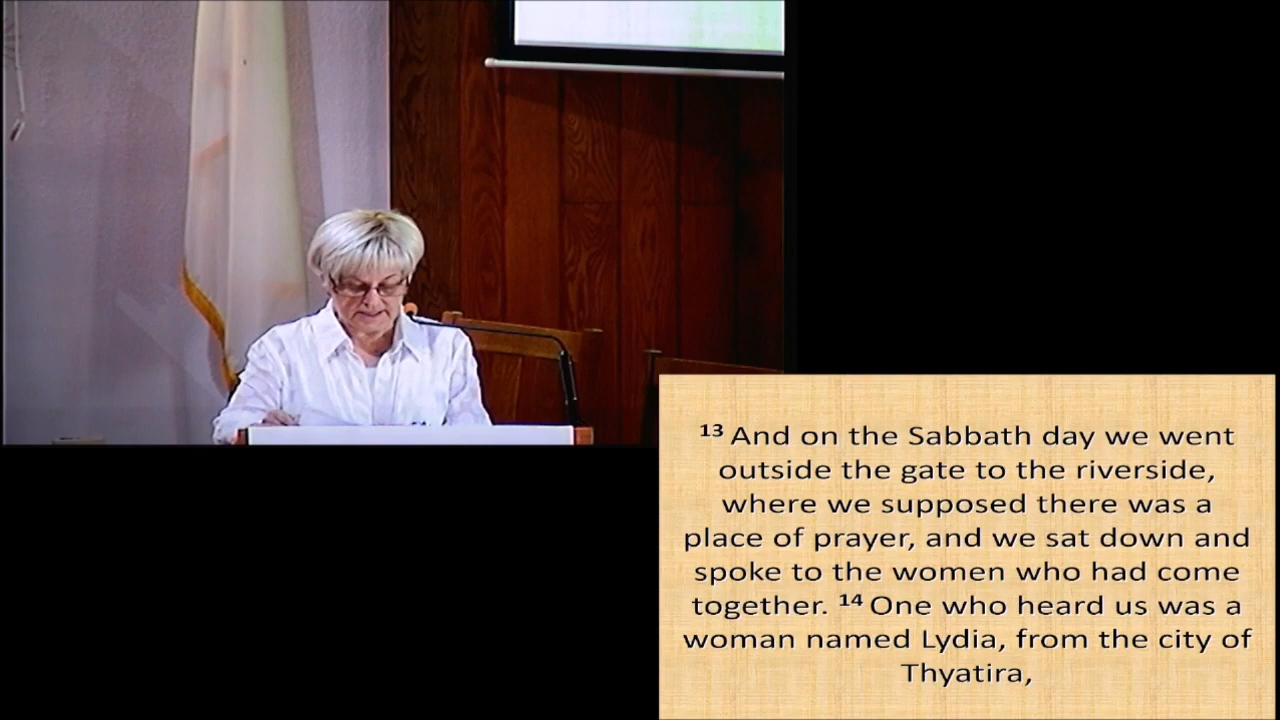 13 And on the Sabbath day we went
outside the gate to the riverside,
where we supposed there was a
place of prayer, and we sat down and
spoke to the women who had come
together. 14 One who heard us was a
woman named Lydia, from the city of
Thyatira,